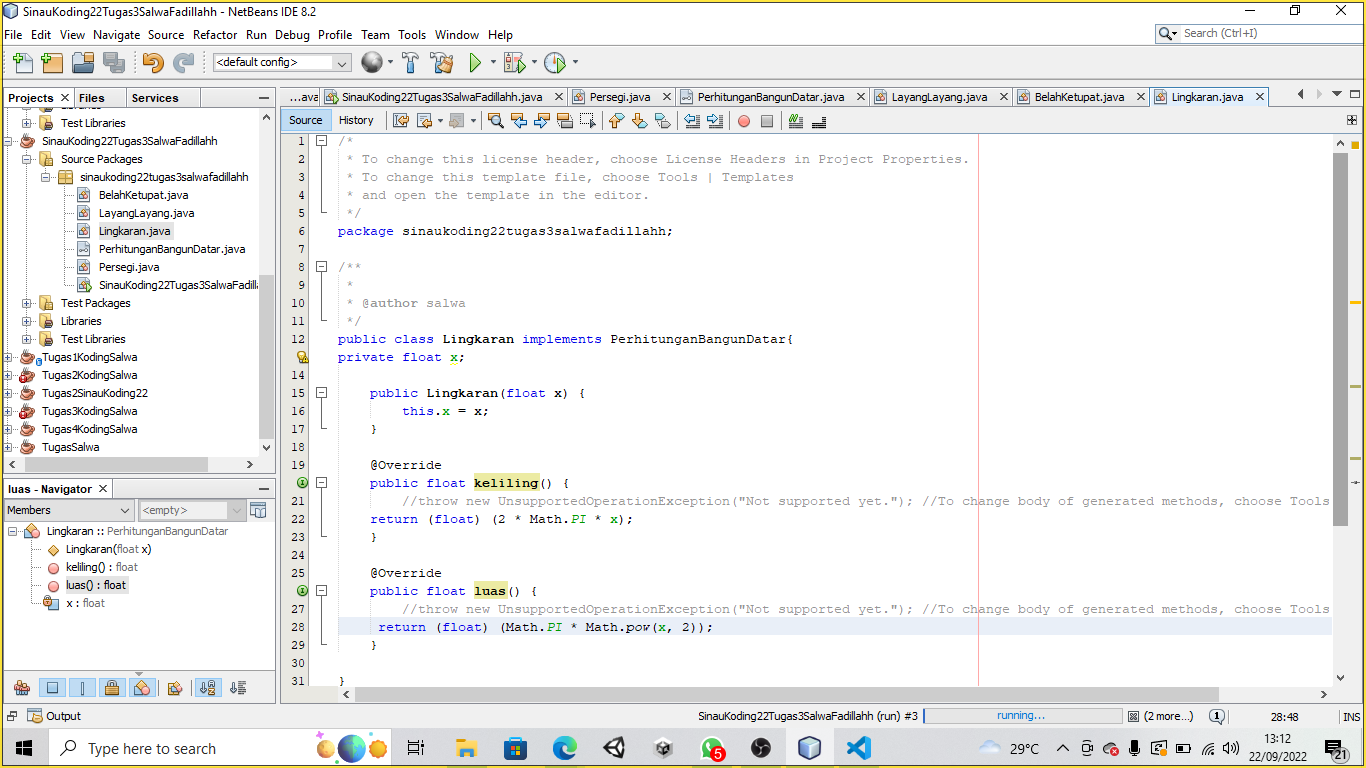 SinauKoding22Tugas3SalwaFadillahh - NetBeans IDE 8.2
File Edit View Navigate Source Refactor Run Debug Profile Team Tools Window Help
Search (Ctrl+I)
<default config>
Projects Files Services
Test Libraries
SinauKoding22Tugas3SalwaFadillahh
Source Packages
sinaukoding22tugas3salwafadillahh
BelahKetupat.java
LayangLayang.java
Lingkaran.java
PerhitunganBangunDatar.java
Persegi.java
SinauKoding22Tugas3SalwaFadill
Test Packages
Libraries
Test Libraries
Tugas1KodingSalwa
Tugas2KodingSalwa
Tugas2SinauKoding22
Tugas3KodingSalwa
Tugas4KodingSalwa
TugasSalwa
luas - Navigator
Members <empty>
Lingkaran :: PerhitunganBangunDatar
Lingkaran(float x)
keliling() : float
luas() : float
x : float
...ava SinauKoding22Tugas3SalwaFadillahh.java Persegi.java PerhitunganBangunDatar.java LayangLayang.java BelahKetupat.java Lingkaran.java
Source History
1 /*
2 * To change this license header, choose License Headers in Project Properties.
3 * To change this template file, choose Tools | Templates
4 * and open the template in the editor.
5 */
6 package sinaukoding22tugas3salwafadillahh;
7
8 /**
9 *
10 * @author salwa
11 */
12 public class Lingkaran implements PerhitunganBangunDatar{
private float x;
14
15 public Lingkaran(float x) {
16 this.x = x;
17 }
18
19 @Override
public float keliling() {
21 //throw new UnsupportedOperationException("Not supported yet."); //To change body of generated methods, choose Tools
22 return (float) (2 * Math.PI * x);
23 }
24
25 @Override
public float luas() {
27 //throw new UnsupportedOperationException("Not supported yet."); //To change body of generated methods, choose Tools
28 return (float) (Math.PI * Math.pow(x, 2));
29 }
30
31 }
Output
SinauKoding22Tugas3SalwaFadillahh (run) #3 running... (2 more...) 1 28:48 INS
Type here to search
5
29°C
13:12
22/09/2022
21